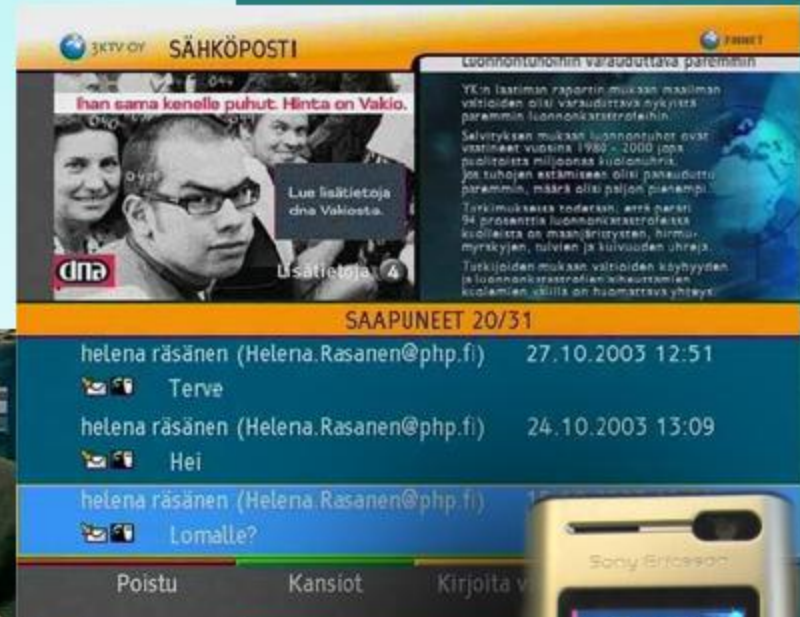 3KTV OY SÄHKÖPOSTI
FINNET
Ihan sama kenelle puhut. Hinta on Vakio.
Lue lisätietoja
dna Vakiosta.
dna
Lisätietoja 4
Luonnontuhoihin varauduttava paremmin
YK:n laatiman raportin mukaan maailman
valtioiden olisi varauduttava nykyistä
paremmin luonnonkatastrofeihin.
Selvityksen mukaan luonnontuhot ovat
vaatineet vuosina 1980 - 2000 jopa
puolitoista miljoonaa kuolonuhria.
Jos tuhojen estämiseen olisi panauduttu
paremmin, määrä olisi paljon pienempi.
Tutkimuksessa todetaan, että peräti
94 prosenttia luonnonkatastrofeissa
kuolleista on maanjäristysten, hirmu-
myrskyjen, tulvien ja kuivuuden uhreja.
Tutkijoiden mukaan valtioiden köyhyyden
ja luonnonkatastrofien aiheuttamien
kuolemien välillä on huomattava yhteys.
SAAPUNEET 20/31
helena räsänen (Helena.Rasanen@php.fi) 27.10.2003 12:51
Terve
helena räsänen (Helena.Rasanen@php.fi) 24.10.2003 13:09
Hei
helena räsänen (Helena.Rasanen@php.fi)
Lomalle?
Poistu Kansiot Kirjoita v
Sony Ericsson